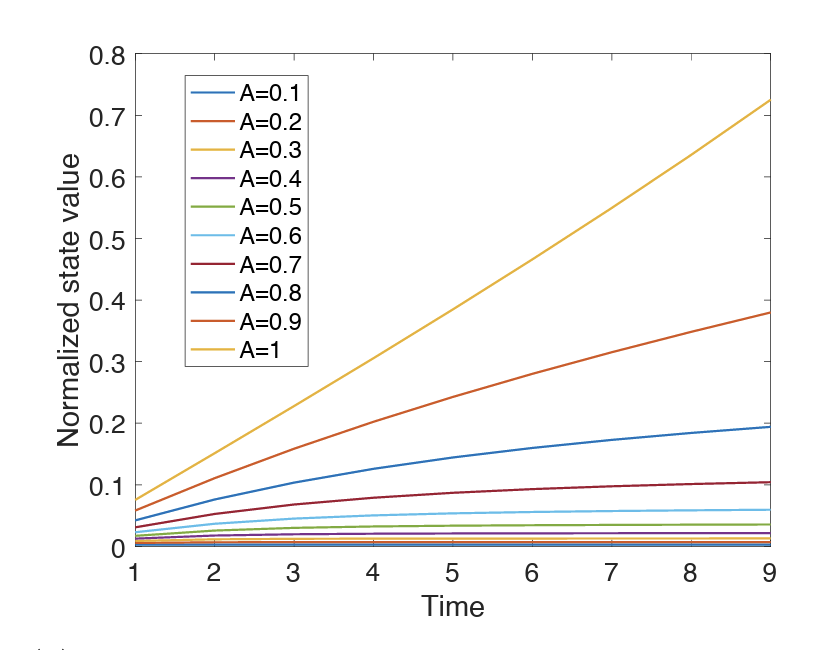 0.8
0.7
0.6
0.5
0.4
0.3
0.2
0.1
0
Normalized state value
A=0.1
A=0.2
A=0.3
A=0.4
A=0.5
A=0.6
A=0.7
A=0.8
A=0.9
A=1
1 2 3 4 5 6 7 8 9
Time